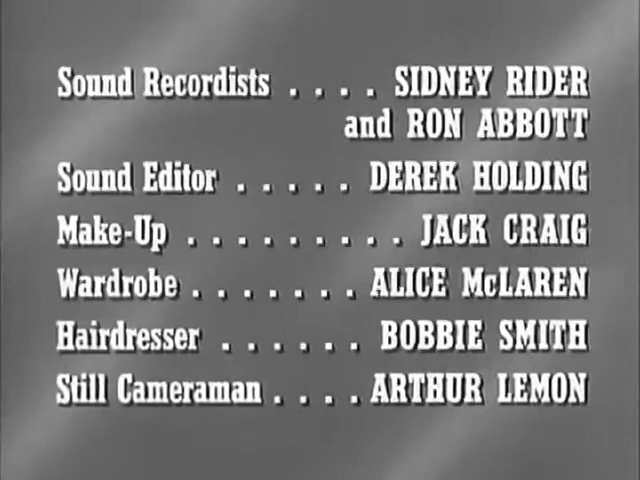 Sound Recordists . . . . SIDNEY RIDER
and RON ABBOTT
Sound Editor . . . . . DEREK HOLDING
Make-Up . . . . . . . . . JACK CRAIG
Wardrobe . . . . . . . ALICE McLAREN
Hairdresser . . . . . . BOBBIE SMITH
Still Cameraman . . . . ARTHUR LEMON